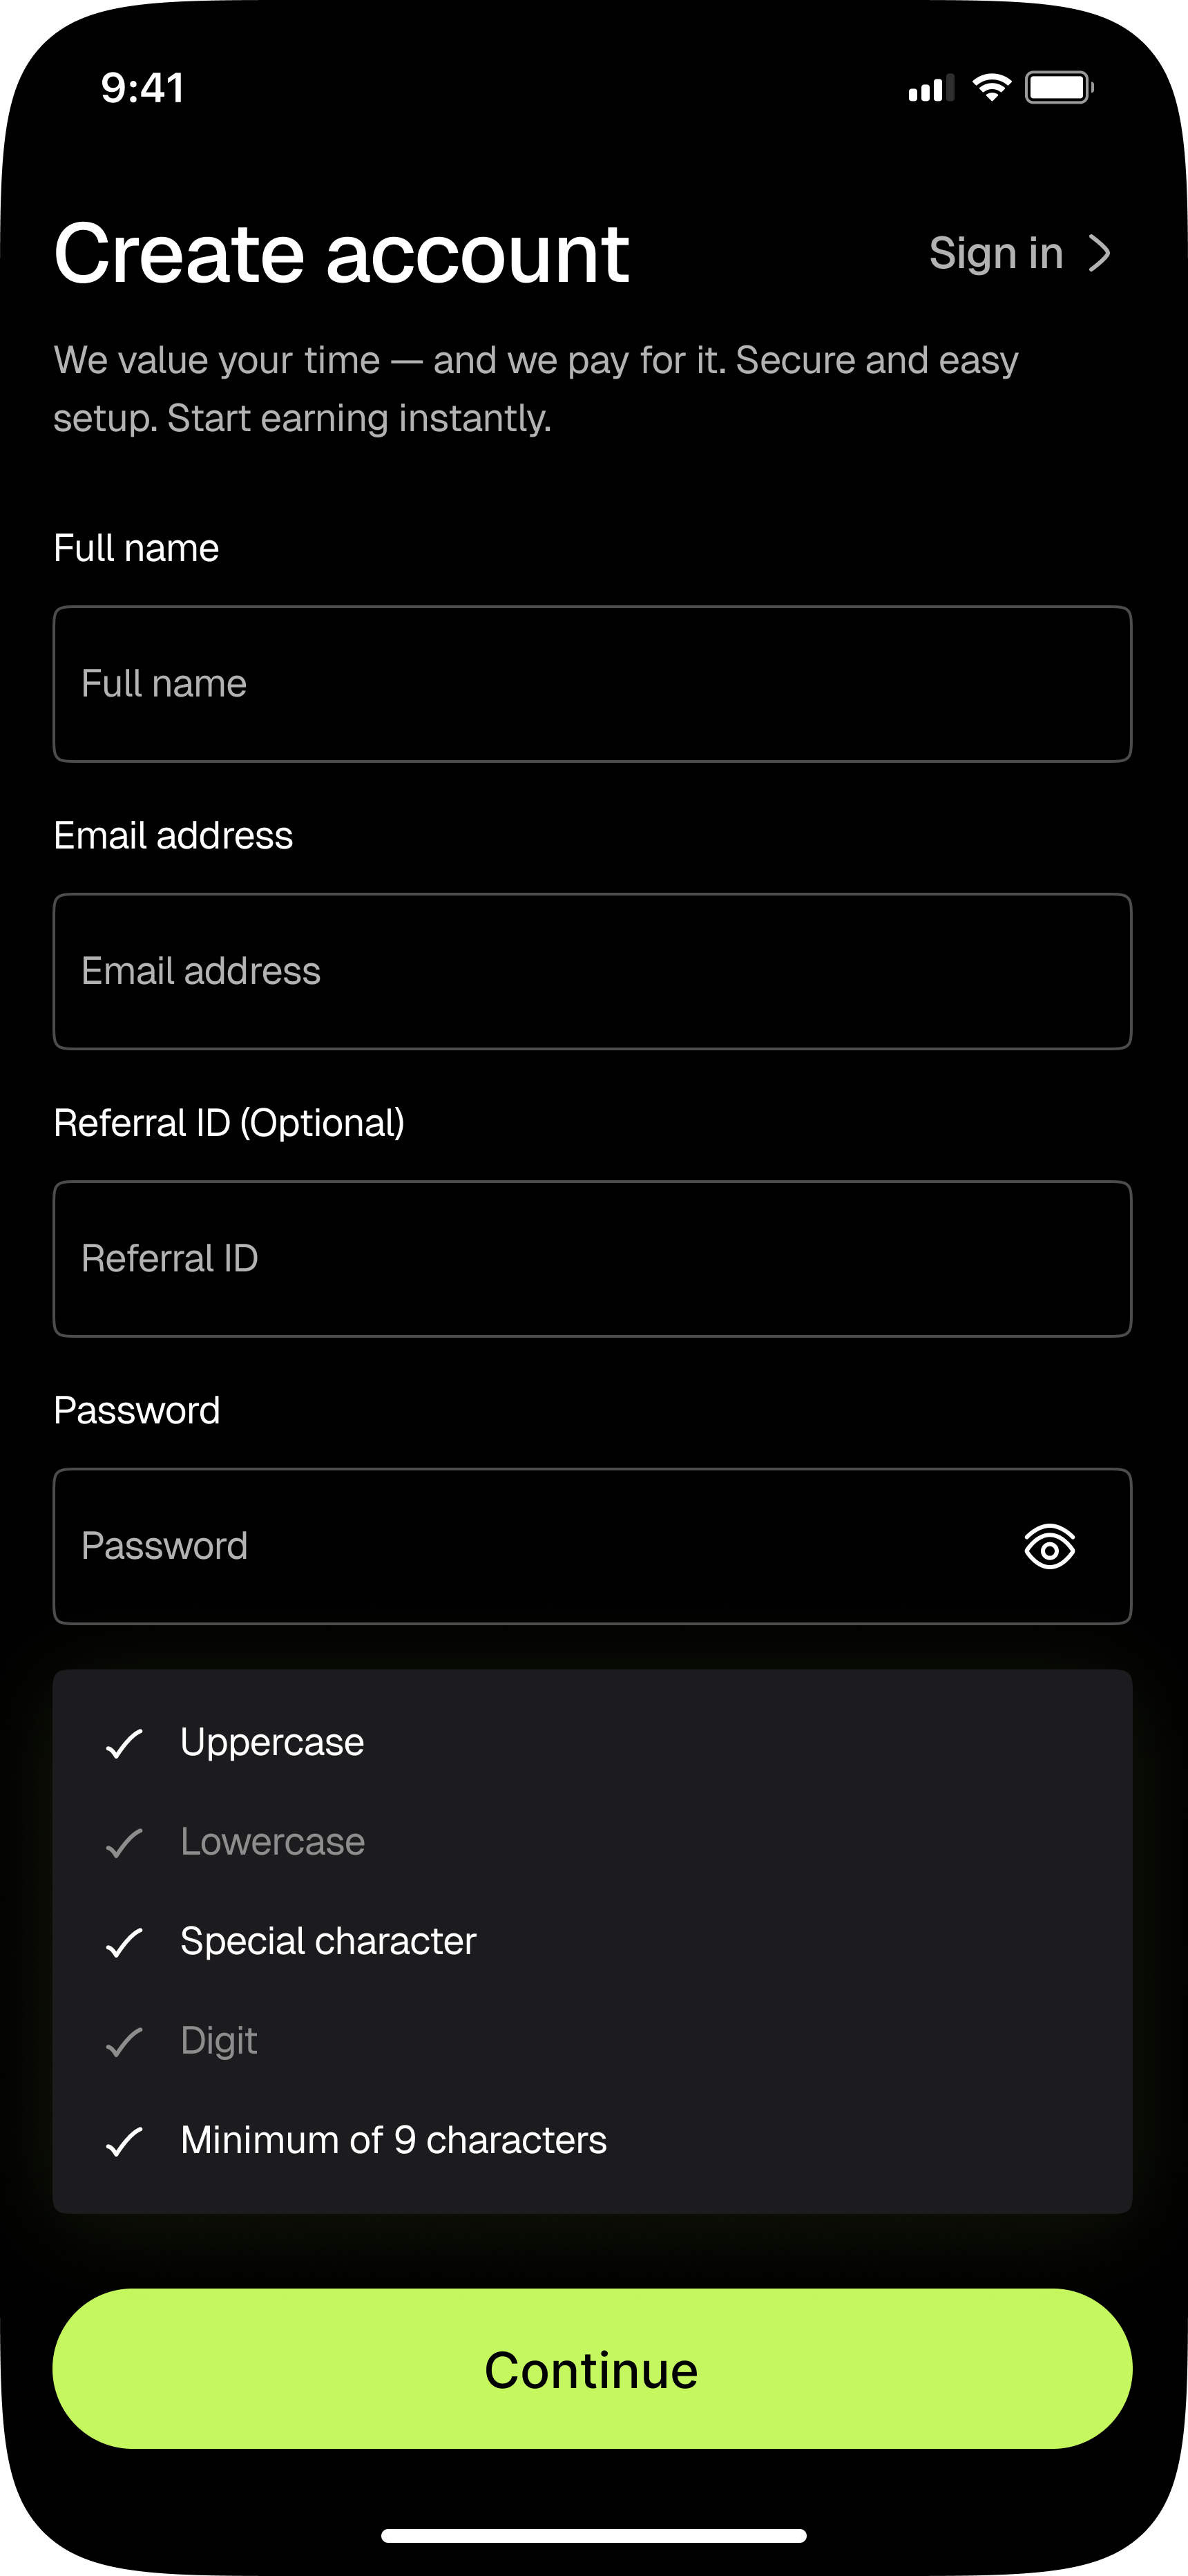 9:41
Create account
Sign in
We value your time — and we pay for it. Secure and easy
setup. Start earning instantly.
Full name
Full name
Email address
Email address
Referral ID (Optional)
Referral ID
Password
Password
Uppercase
Lowercase
Special character
Digit
Minimum of 9 characters
Continue